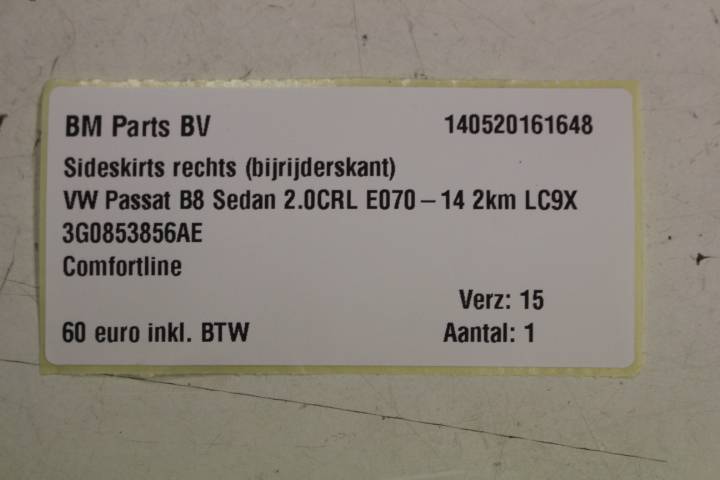 BM Parts BV 140520161648
Sideskirts rechts (bijrijderskant)
VW Passat B8 Sedan 2.0CRL E070-14 2km LC9X
3G0853856AE
Comfortline
Verz: 15
60 euro inkl. BTW Aantal: 1